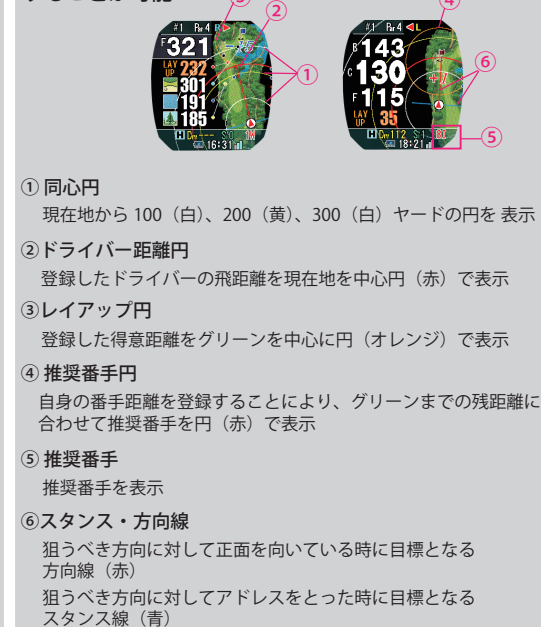 ③
②
④
#1 Par4 R
321
LAY UP 232
301
191
185
①
16:31
#1 Par4 L
B 143
C 130
F 115
LAY UP 35
⑥
⑤
18:21
① 同心円
現在地から 100（白）、200（黄）、300（白）ヤードの円を 表示
②ドライバー距離円
登録したドライバーの飛距離を現在地を中心円（赤）で表示
③レイアップ円
登録した得意距離をグリーンを中心に円（オレンジ）で表示
④ 推奨番手円
自身の番手距離を登録することにより、グリーンまでの残距離に
合わせて推奨番手を円（赤）で表示
⑤ 推奨番手
推奨番手を表示
⑥スタンス・方向線
狙うべき方向に対して正面を向いている時に目標となる
方向線（赤）
狙うべき方向に対してアドレスをとった時に目標となる
スタンス線（青）